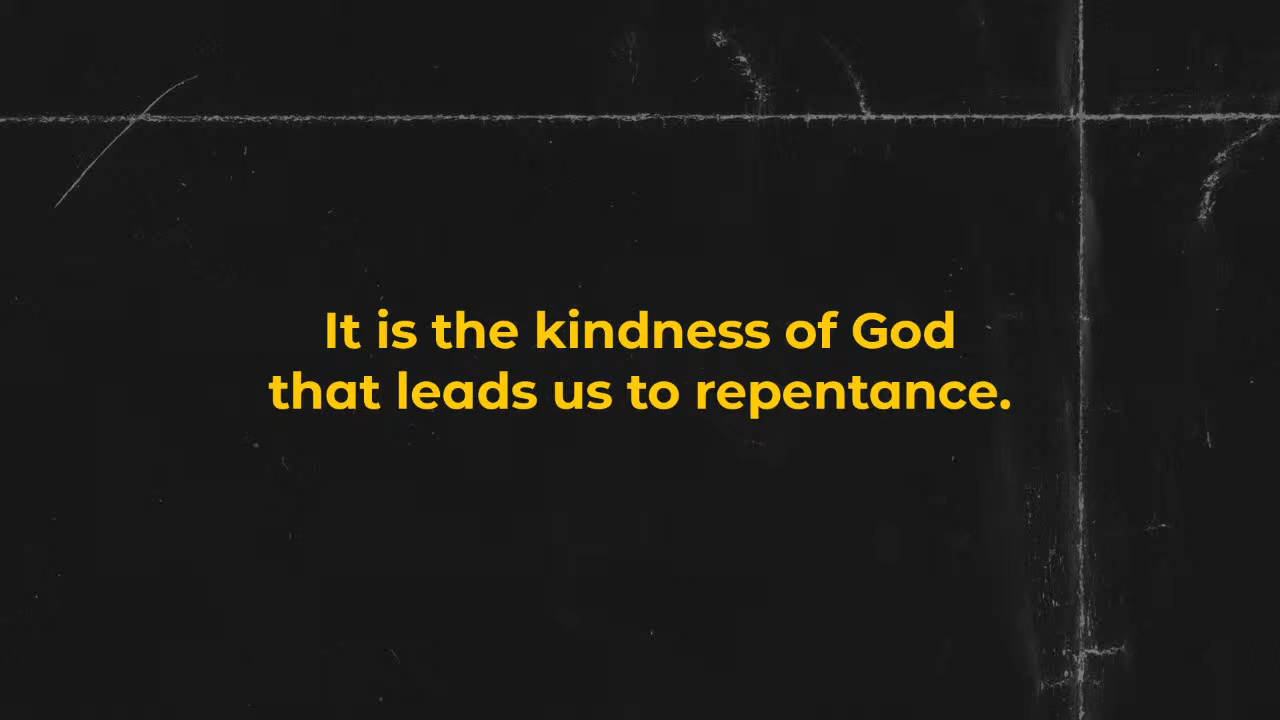 It is the kindness of God
that leads us to repentance.